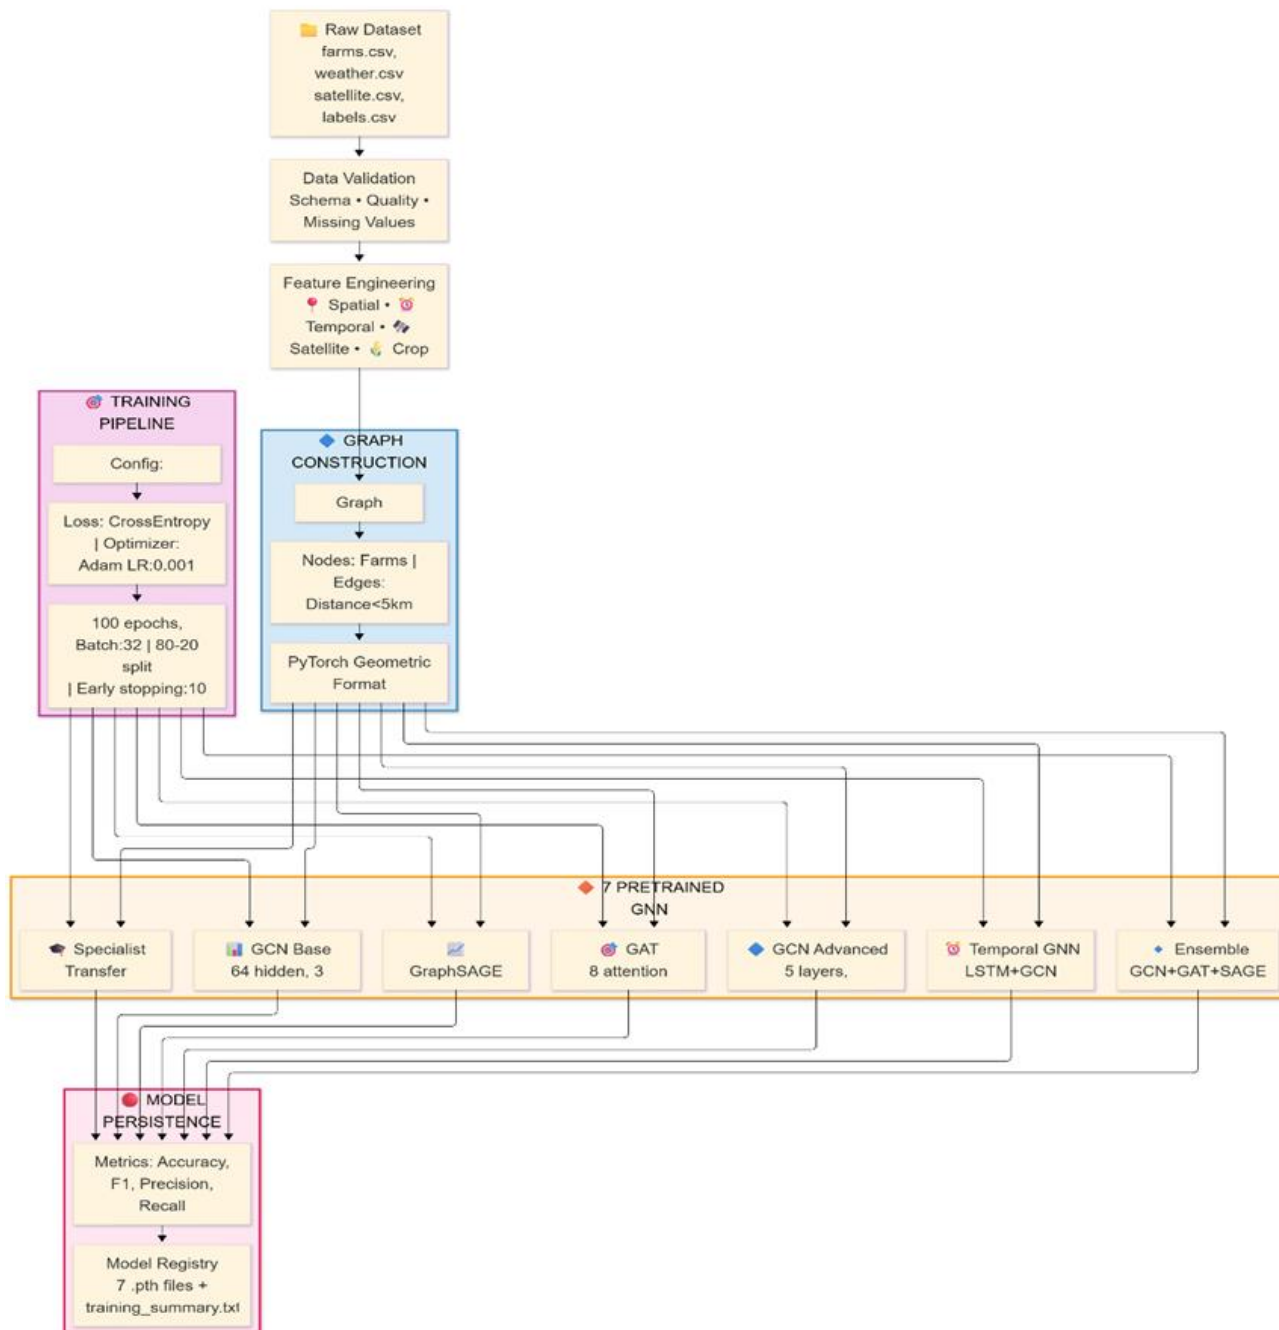 Raw Dataset
farms.csv,
weather.csv
satellite.csv,
labels.csv
Data Validation
Schema • Quality •
Missing Values
Feature Engineering
Spatial •
Temporal •
Satellite • Crop
TRAINING
PIPELINE
Config:
Loss: CrossEntropy
| Optimizer:
Adam LR:0.001
100 epochs,
Batch:32 | 80-20
split
| Early stopping:10
GRAPH
CONSTRUCTION
Graph
Nodes: Farms |
Edges:
Distance<5km
PyTorch Geometric
Format
7 PRETRAINED
GNN
Specialist
Transfer
GCN Base
64 hidden, 3
GraphSAGE
GAT
8 attention
GCN Advanced
5 layers,
Temporal GNN
LSTM+GCN
Ensemble
GCN+GAT+SAGE
MODEL
PERSISTENCE
Metrics: Accuracy,
F1, Precision,
Recall
Model Registry
7 .pth files +
training_summary.txt